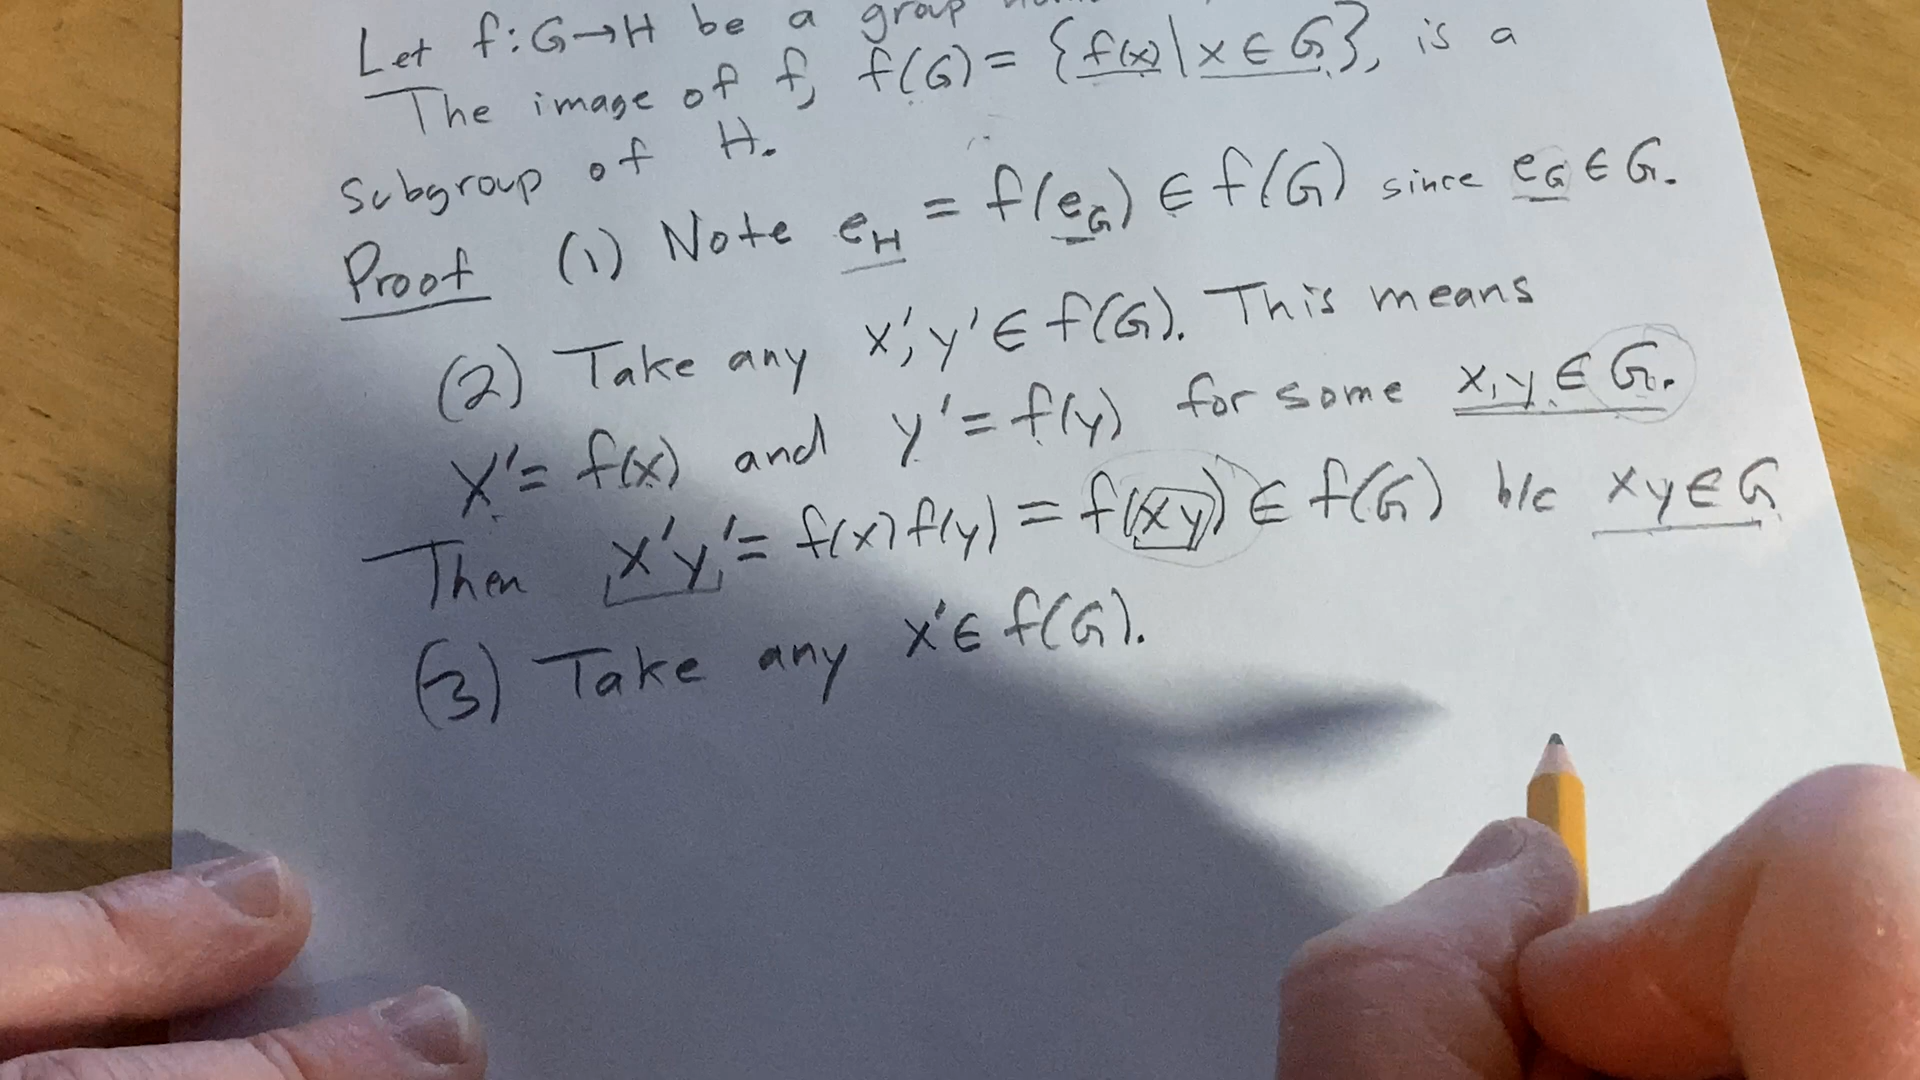 Let f:G→H be a group
The image of f, f(G) = {f(x) | x ∈ G}, is a
subgroup of H.
Proof (1) Note e_H = f(e_G) ∈ f(G) since e_G ∈ G.
(2) Take any x', y' ∈ f(G). This means
x' = f(x) and y' = f(y) for some x, y ∈ G.
Then x'y' = f(x)f(y) = f(xy) ∈ f(G) b/c xy ∈ G
(3) Take any x' ∈ f(G).